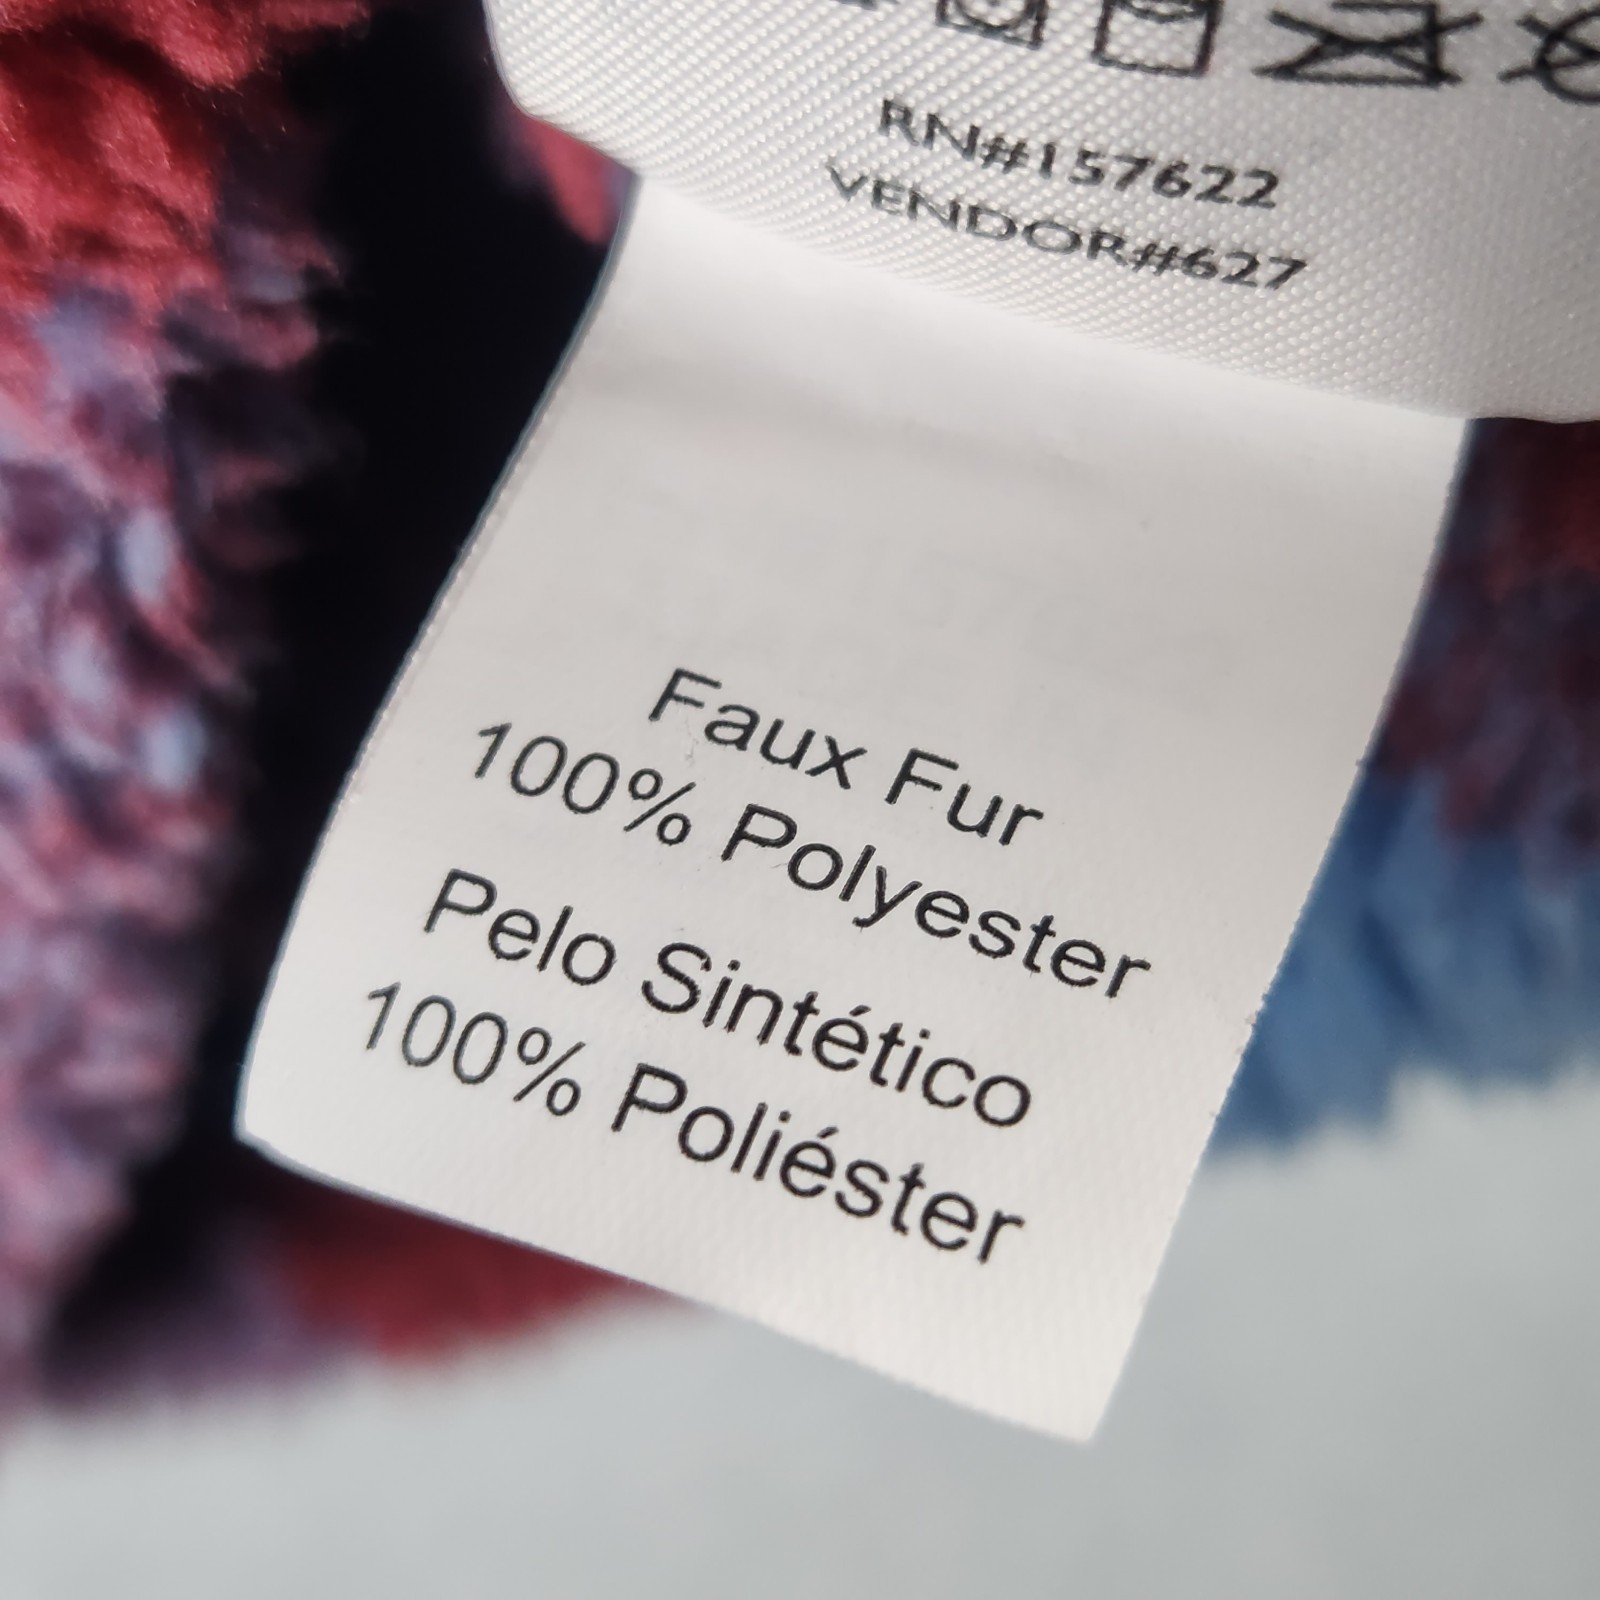 RN#157622
VENDOR#627
Faux Fur
100% Polyester
Pelo Sintético
100% Poliéster